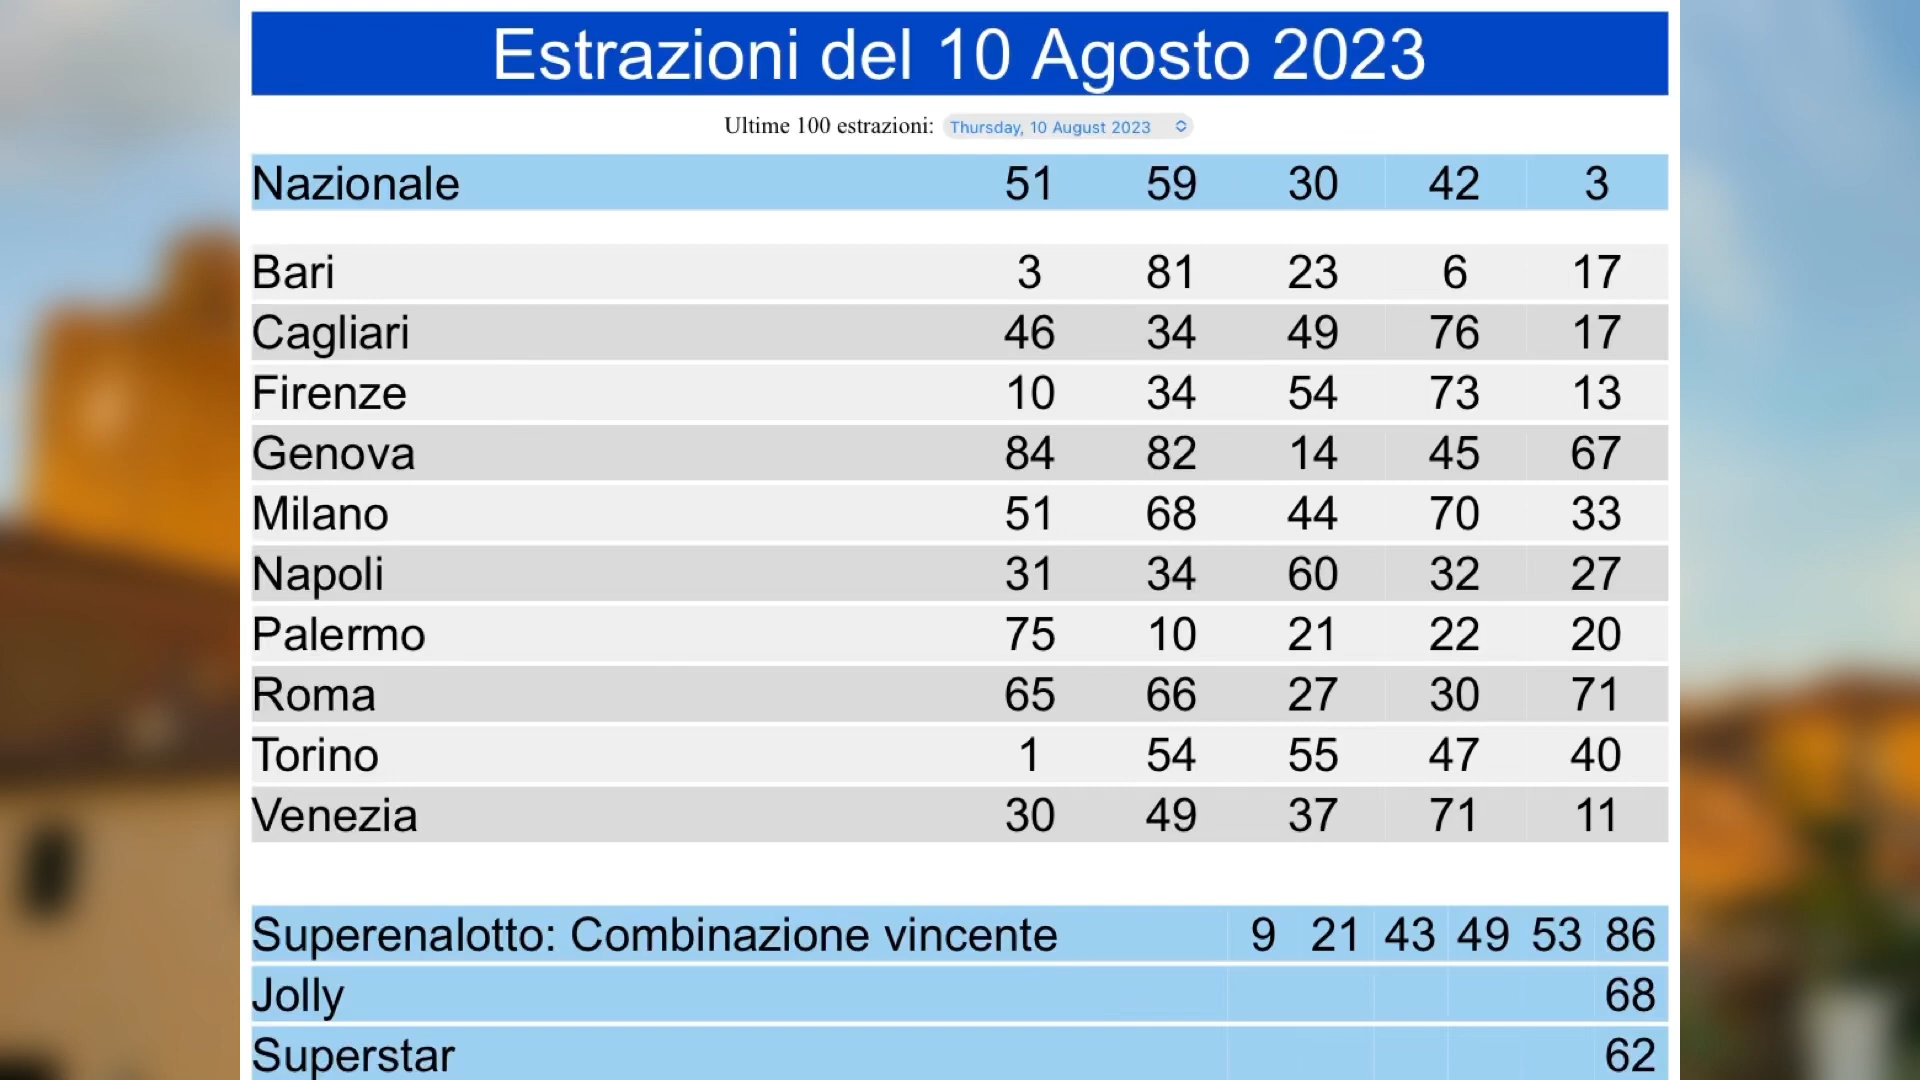 Estrazioni del 10 Agosto 2023
Ultime 100 estrazioni: Thursday, 10 August 2023
Nazionale 51 59 30 42 3
Bari 3 81 23 6 17
Cagliari 46 34 49 76 17
Firenze 10 34 54 73 13
Genova 84 82 14 45 67
Milano 51 68 44 70 33
Napoli 31 34 60 32 27
Palermo 75 10 21 22 20
Roma 65 66 27 30 71
Torino 1 54 55 47 40
Venezia 30 49 37 71 11
Superenalotto: Combinazione vincente 9 21 43 49 53 86
Jolly 68
Superstar 62